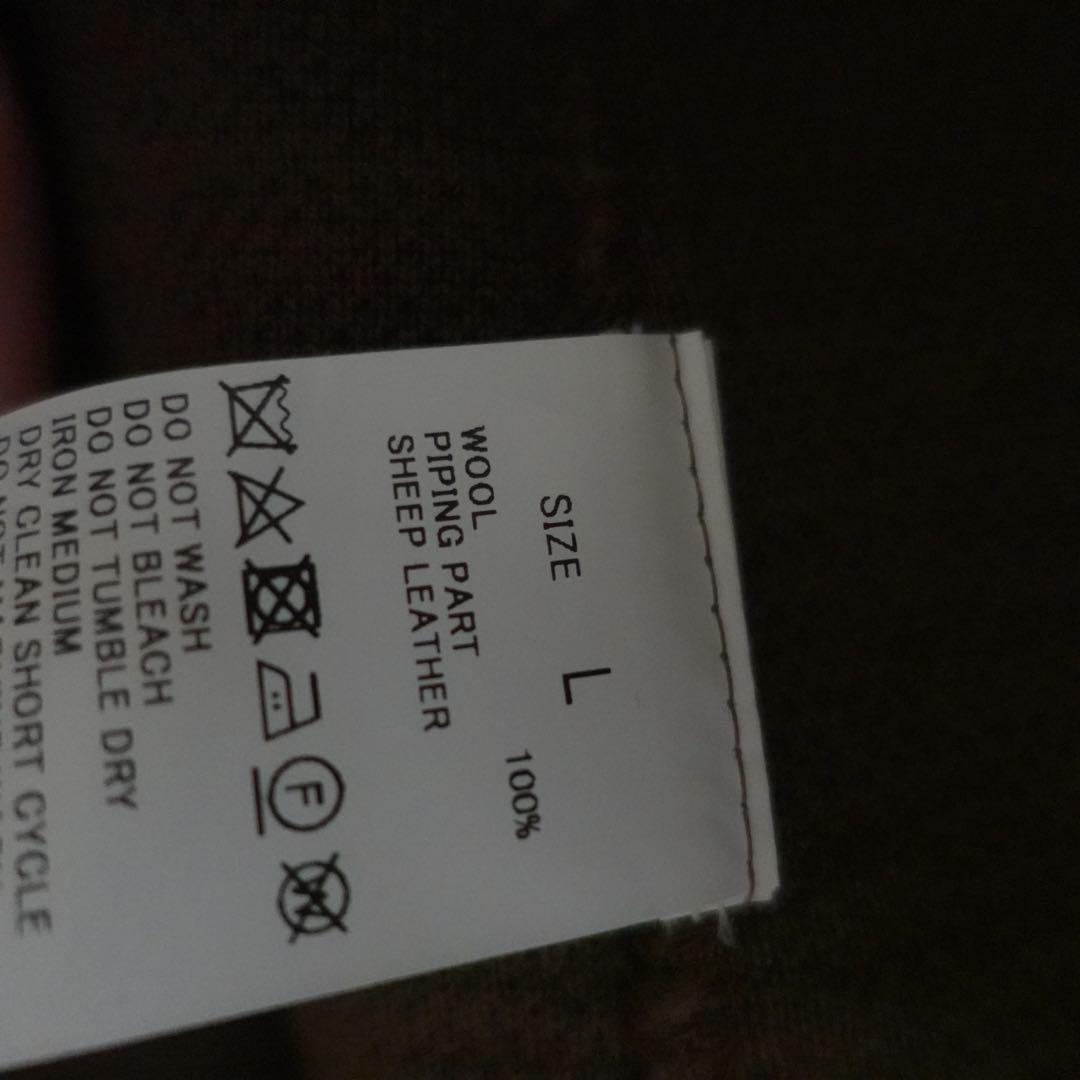 SIZE L
WOOL 100%
PIPING PART
SHEEP LEATHER
F
W
DO NOT WASH
DO NOT BLEACH
DO NOT TUMBLE DRY
IRON MEDIUM
DRY CLEAN SHORT CYCLE